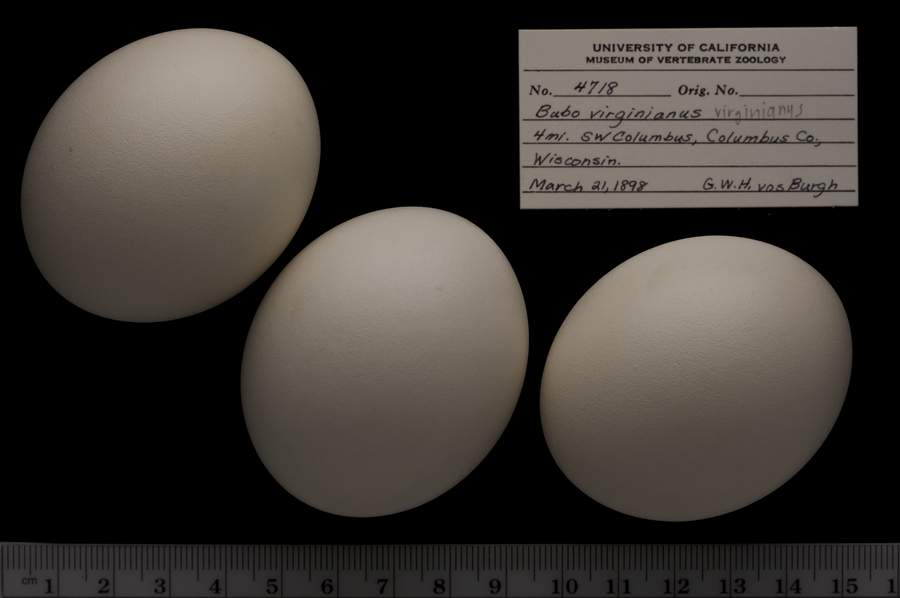 UNIVERSITY OF CALIFORNIA
MUSEUM OF VERTEBRATE ZOOLOGY
No. 4718 Orig. No.
Bubo virginianus virginianus
4mi. SW Columbus, Columbus Co.,
Wisconsin.
March 21, 1898 G.W.H. vosBurgh
cm 1 2 3 4 5 6 7 8 9 10 11 12 13 14 15 1